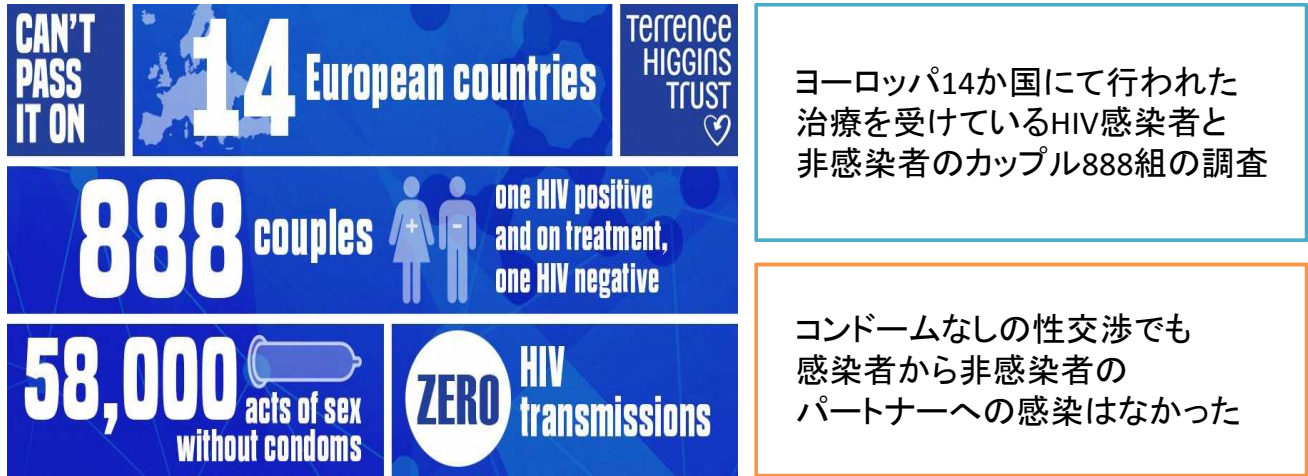 CAN'T
PASS
IT ON
14 European countries
Terrence
HIGGINS
TRUST
888 couples
+ -
one HIV positive
and on treatment,
one HIV negative
58,000 acts of sex
without condoms
ZERO HIV
transmissions
ヨーロッパ14か国にて行われた
治療を受けているHIV感染者と
非感染者のカップル888組の調査
コンドームなしの性交渉でも
感染者から非感染者の
パートナーへの感染はなかった